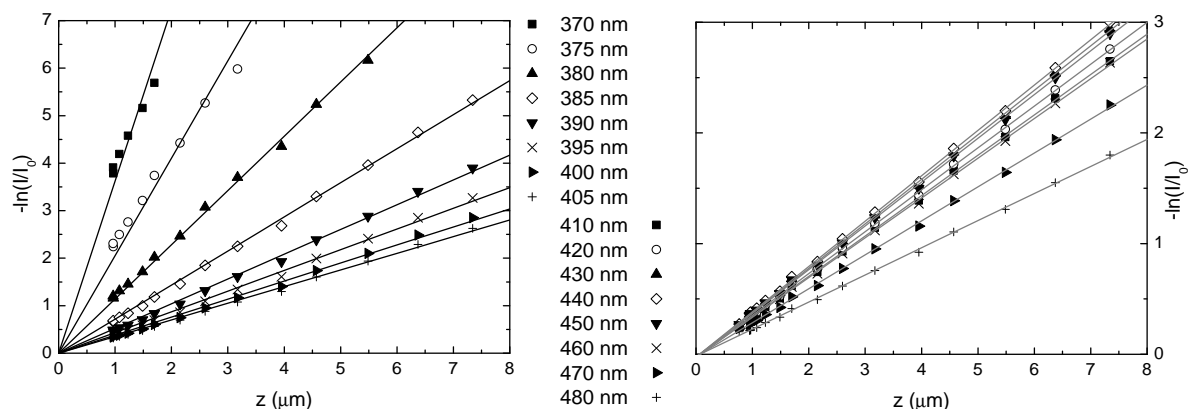 -ln(I/I0)
7
6
5
4
3
2
1
0
0 1 2 3 4 5 6 7 8
z (μm)
370 nm
375 nm
380 nm
385 nm
390 nm
395 nm
400 nm
405 nm
410 nm
420 nm
430 nm
440 nm
450 nm
460 nm
470 nm
480 nm
3
2
1
0
-ln(I/I0)
0 1 2 3 4 5 6 7 8
z (μm)